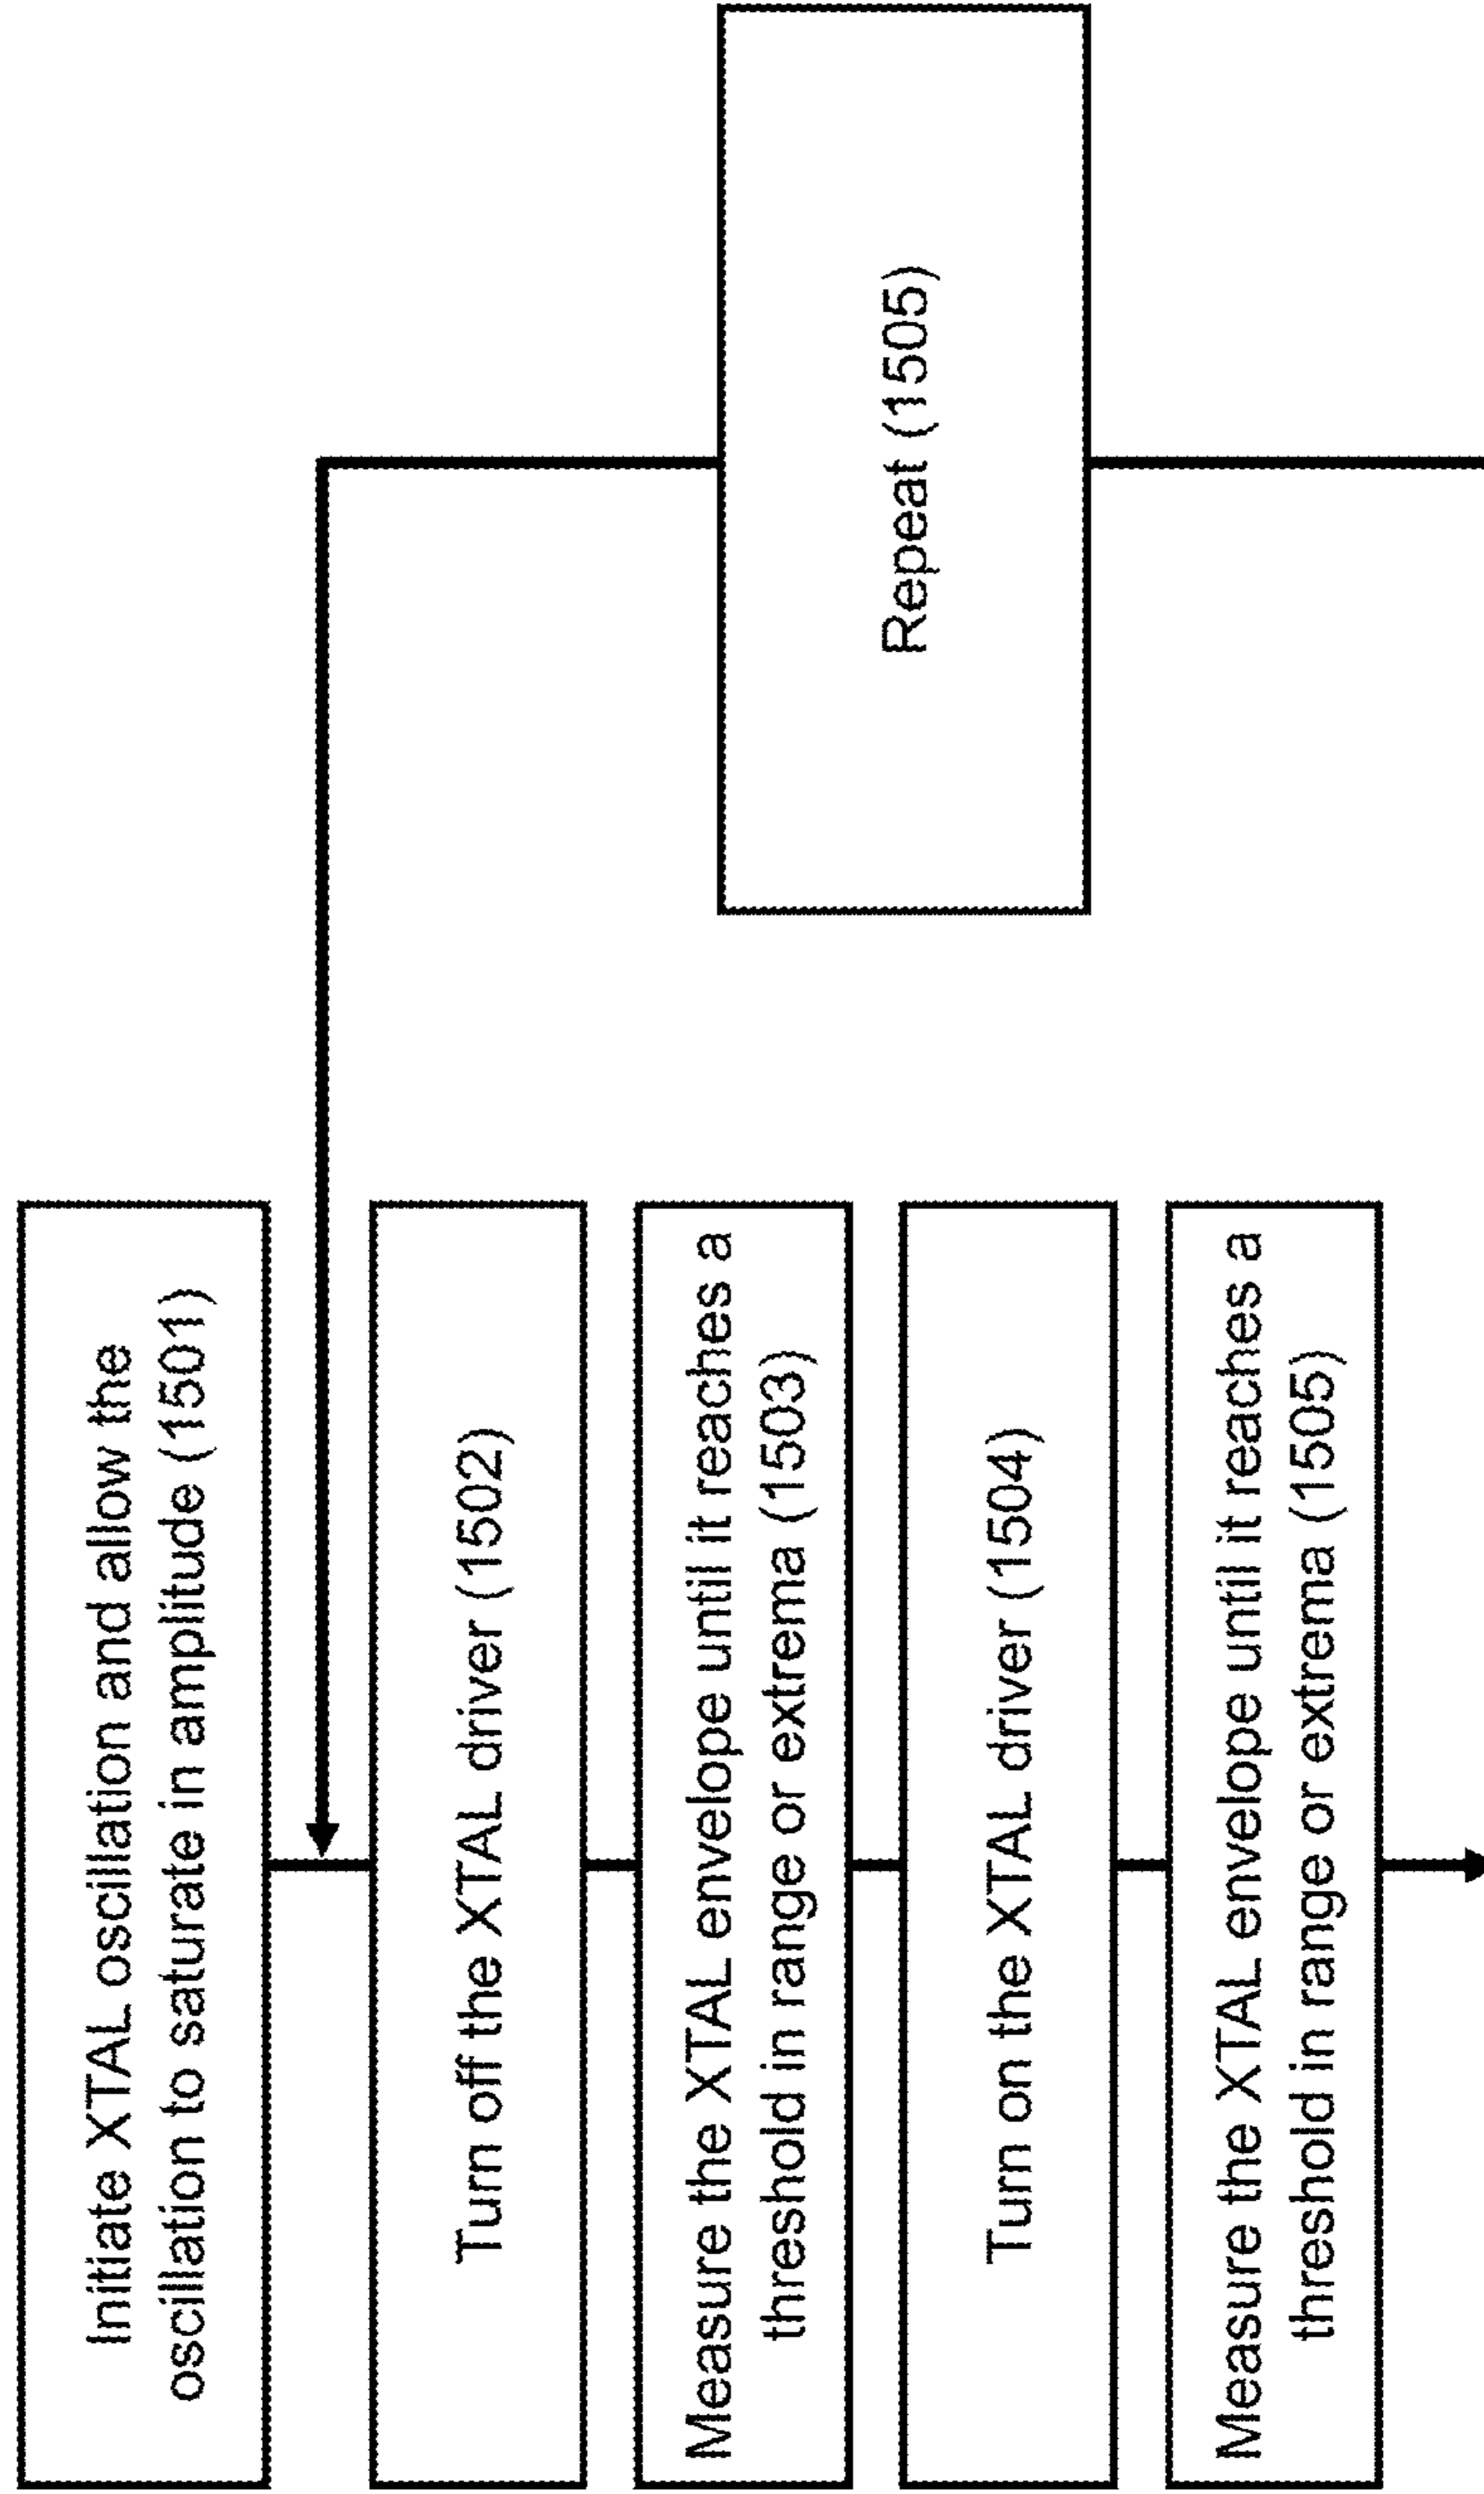 Initiate XTAL oscillation and allow the
oscillation to saturate in amplitude (1501)
Turn off the XTAL driver (1502)
Measure the XTAL envelope until it reaches a
threshold in range or extrema (1503)
Turn on the XTAL driver (1504)
Measure the XTAL envelope until it reaches a
threshold in range or extrema (1505)
Repeat (1505)